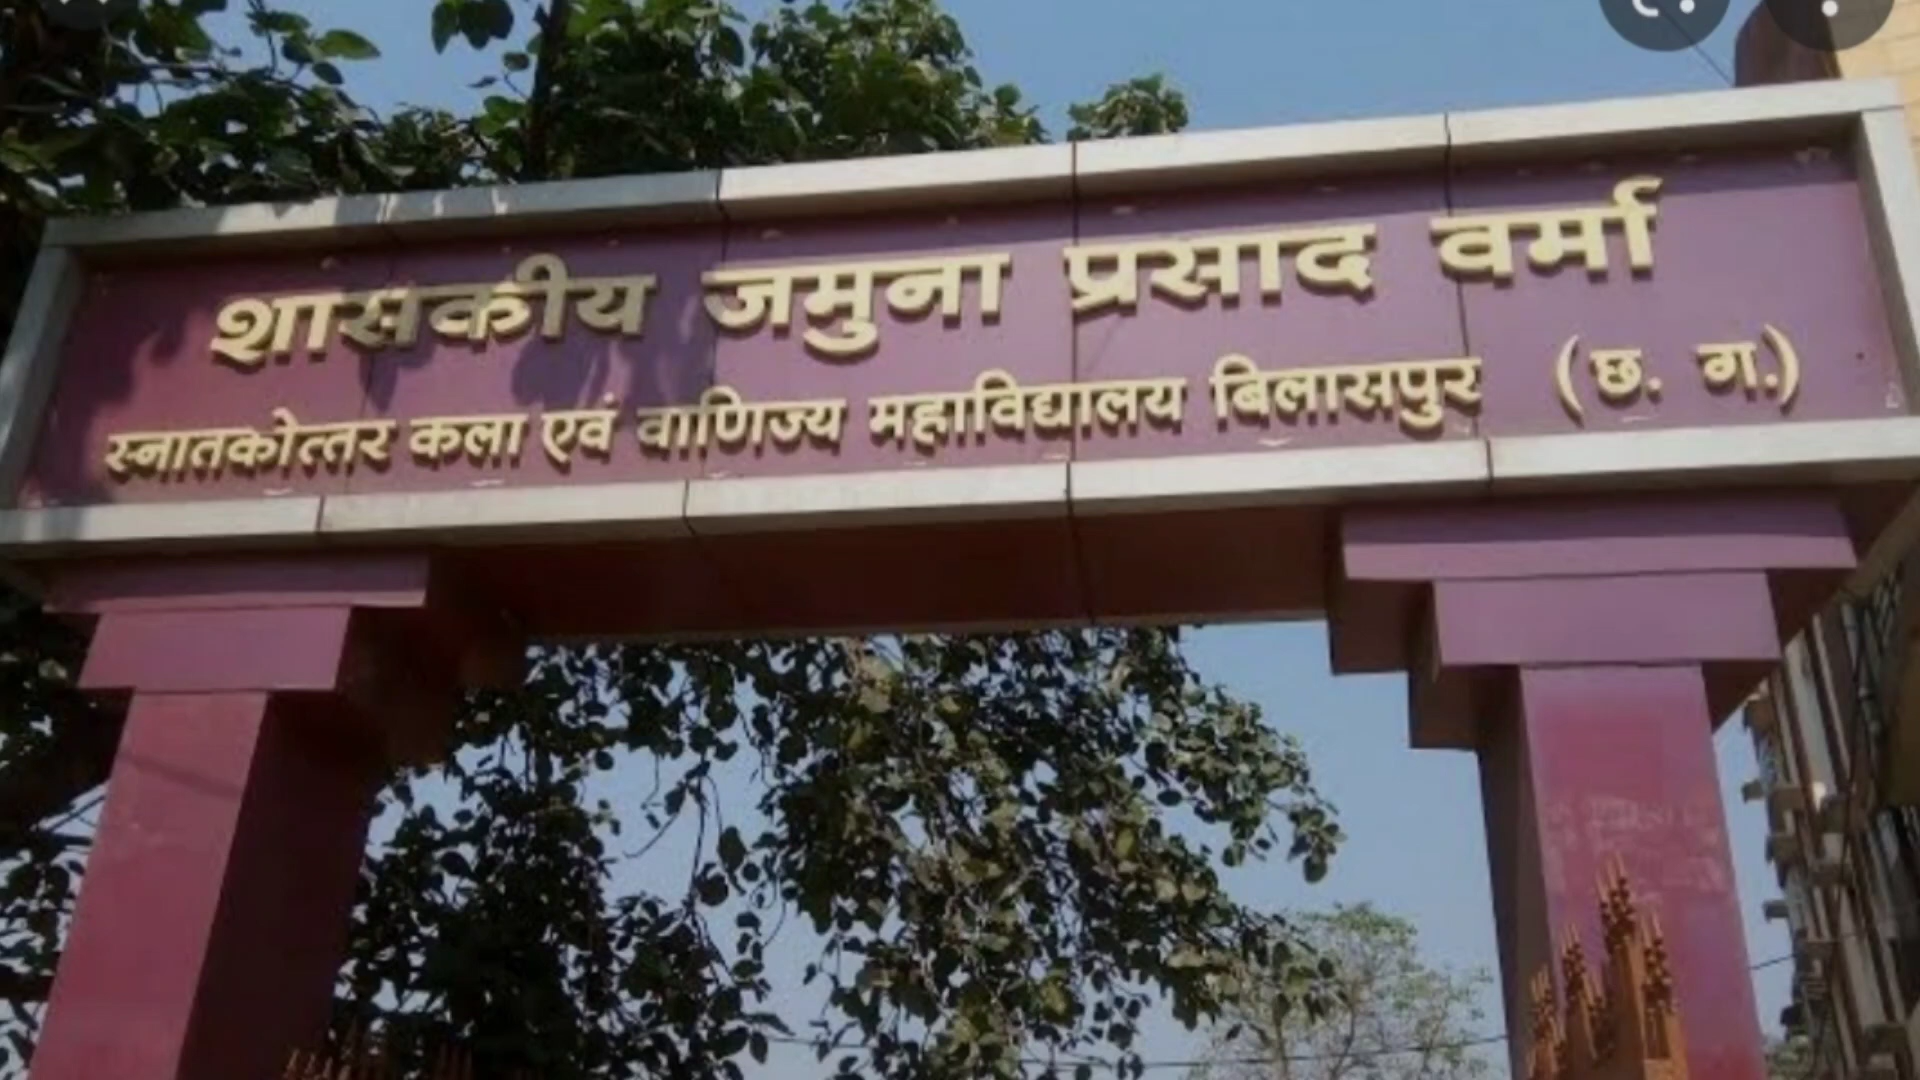 शासकीय जमुना प्रसाद वर्मा
स्नातकोत्तर कला एवं वाणिज्य महाविद्यालय बिलासपुर (छ. ग.)